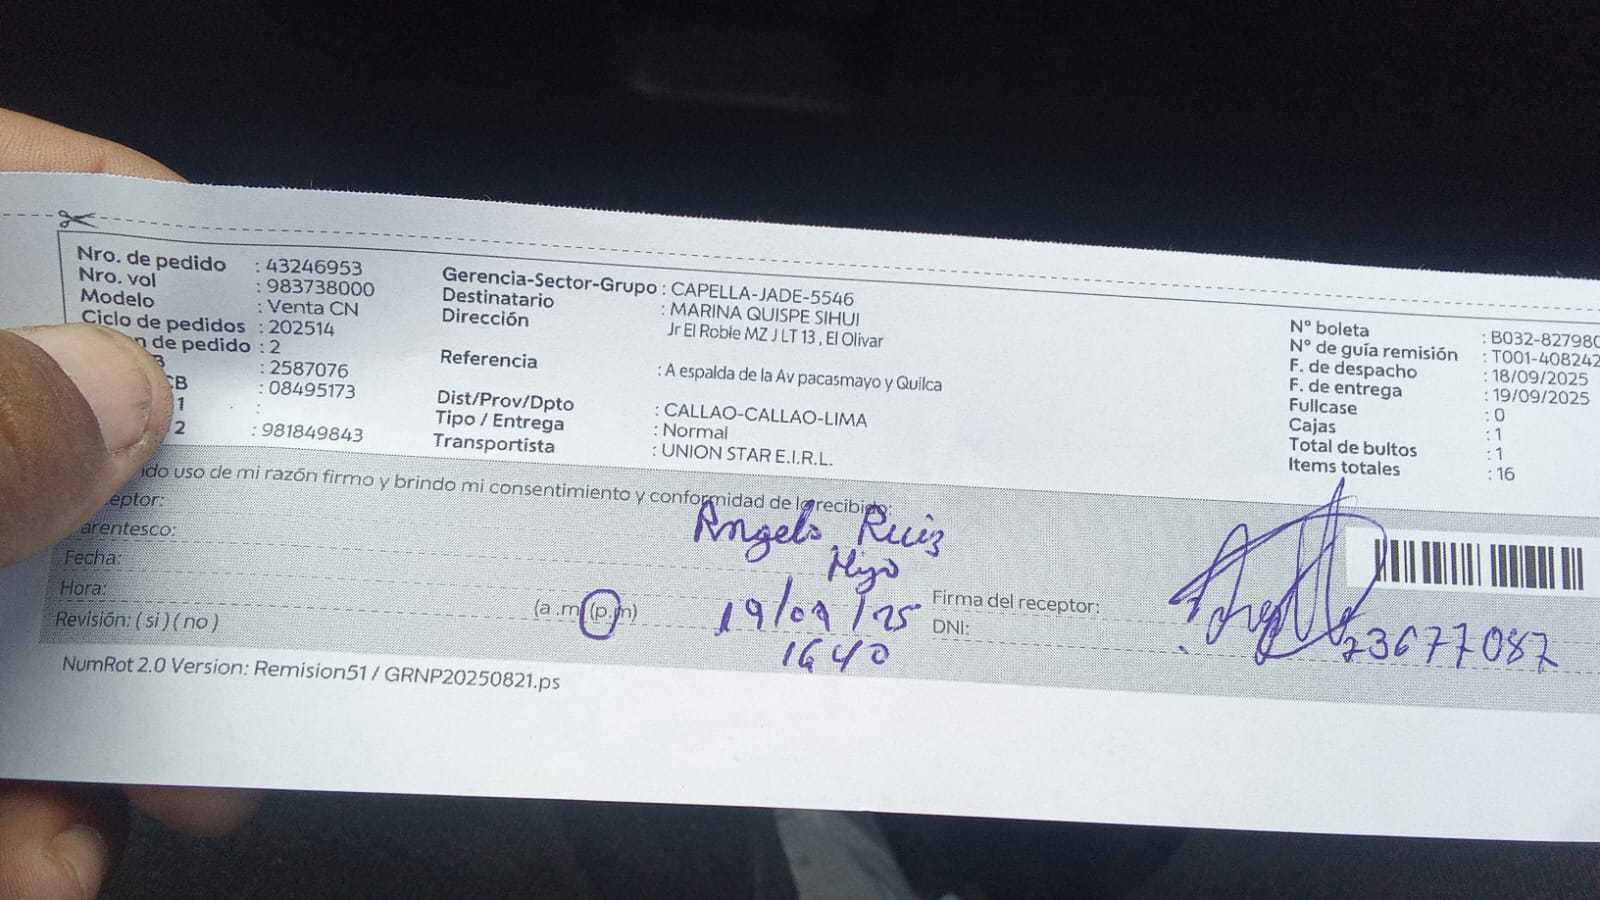 Nro. de pedido : 43246953
Nro. vol : 983738000
Modelo : Venta CN
Ciclo de pedidos : 202514
de pedido : 2
: 2587076
CB : 08495173
1 :
2 : 981849843
Gerencia-Sector-Grupo : CAPELLA-JADE-5546
Destinatario : MARINA QUISPE SIHUI
Dirección Jr El Roble MZ J LT 13 , El Olivar
Referencia : A espalda de la Av pacasmayo y Quilca
Dist/Prov/Dpto : CALLAO-CALLAO-LIMA
Tipo / Entrega : Normal
Transportista : UNION STAR E.I.R.L.
N° boleta : B032-827980
N° de guía remisión : T001-408242
F. de despacho : 18/09/2025
F. de entrega : 19/09/2025
Fullcase : 0
Cajas : 1
Total de bultos : 1
Items totales : 16
uso de mi razón firmo y brindo mi consentimiento y conformidad de lo recibido:
eptor: Angelo Ruiz
arentesco: Hijo
Fecha: 19/09/25
Hora: (a .m) (p.m) 1640
Revisión: ( si ) ( no )
Firma del receptor:
DNI: 73677087
NumRot 2.0 Version: Remision51 / GRNP20250821.ps